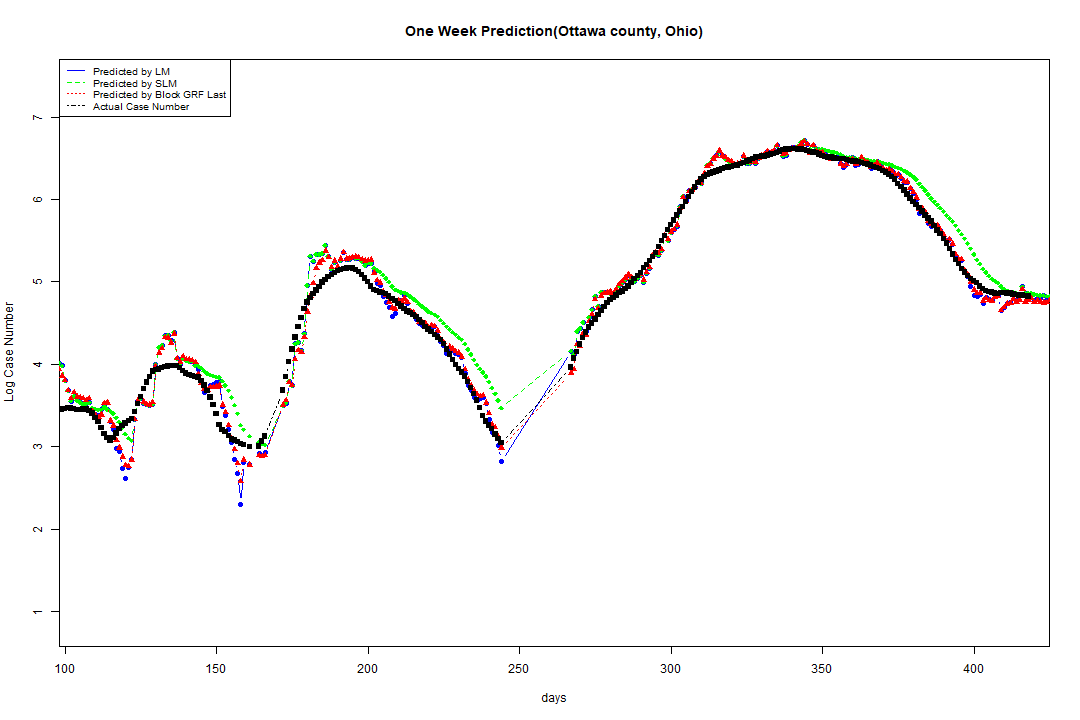 One Week Prediction(Ottawa county, Ohio)
Predicted by LM
Predicted by SLM
Predicted by Block GRF Last
Actual Case Number
Log Case Number
7
6
5
4
3
2
1
100 150 200 250 300 350 400
days